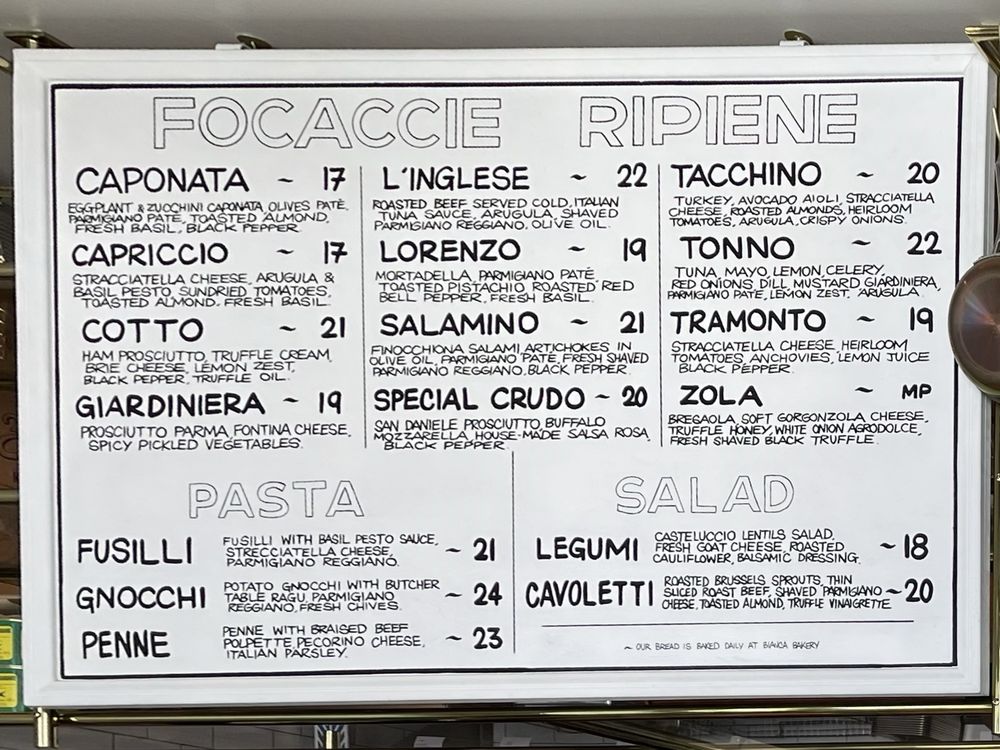 FOCACCIE RIPIENE
CAPONATA ~ 17
EGGPLANT & ZUCCHINI CAPONATA, OLIVES PATÈ,
PARMIGIANO PATÈ, TOASTED ALMOND,
FRESH BASIL, BLACK PEPPER.
CAPRICCIO ~ 17
STRACCIATELLA CHEESE, ARUGULA &
BASIL PESTO, SUNDRIED TOMATOES,
TOASTED ALMOND, FRESH BASIL.
COTTO ~ 21
HAM PROSCIUTTO, TRUFFLE CREAM,
BRIE CHEESE, LEMON ZEST,
BLACK PEPPER, TRUFFLE OIL.
GIARDINIERA ~ 19
PROSCIUTTO PARMA, FONTINA CHEESE,
SPICY PICKLED VEGETABLES.
L'INGLESE ~ 22
ROASTED BEEF SERVED COLD, ITALIAN
TUNA SAUCE, ARUGULA, SHAVED
PARMIGIANO REGGIANO, OLIVE OIL.
LORENZO ~ 19
MORTADELLA, PARMIGIANO PATÈ,
TOASTED PISTACHIO, ROASTED RED
BELL PEPPER, FRESH BASIL.
SALAMINO ~ 21
FINOCCHIONA SALAMI, ARTICHOKES IN
OLIVE OIL, PARMIGIANO PATÈ, FRESH SHAVED
PARMIGIANO REGGIANO, BLACK PEPPER.
SPECIAL CRUDO ~ 20
SAN DANIELE PROSCIUTTO, BUFFALO
MOZZARELLA, HOUSE-MADE SALSA ROSA,
BLACK PEPPER.
TACCHINO ~ 20
TURKEY, AVOCADO AIOLI, STRACCIATELLA
CHEESE, ROASTED ALMONDS, HEIRLOOM
TOMATOES, ARUGULA, CRISPY ONIONS.
TONNO ~ 22
TUNA, MAYO, LEMON, CELERY,
RED ONIONS, DILL, MUSTARD, GIARDINIERA,
PARMIGIANO PATÈ, LEMON ZEST, ARUGULA.
TRAMONTO ~ 19
STRACCIATELLA CHEESE, HEIRLOOM
TOMATOES, ANCHOVIES, LEMON JUICE
BLACK PEPPER.
ZOLA ~ MP
BREGAOLA, SOFT GORGONZOLA CHEESE,
TRUFFLE HONEY, WHITE ONION AGRODOLCE,
FRESH SHAVED BLACK TRUFFLE.
PASTA
FUSILLI FUSILLI WITH BASIL PESTO SAUCE,
STRECCIATELLA CHEESE, ~ 21
PARMIGIANO REGGIANO.
GNOCCHI POTATO GNOCCHI WITH BUTCHER
TABLE RAGU, PARMIGIANO ~ 24
REGGIANO, FRESH CHIVES.
PENNE PENNE WITH BRAISED BEEF
POLPETTE PECORINO CHEESE, ~ 23
ITALIAN PARSLEY.
SALAD
LEGUMI CASTELUCCIO LENTILS SALAD,
FRESH GOAT CHEESE, ROASTED ~ 18
CAULIFLOWER, BALSAMIC DRESSING.
CAVOLETTI ROASTED BRUSSELS SPROUTS, THIN
SLICED ROAST BEEF, SHAVED PARMIGIANO ~ 20
CHEESE, TOASTED ALMOND, TRUFFLE VINAIGRETTE.
~ OUR BREAD IS BAKED DAILY AT BIANCA BAKERY